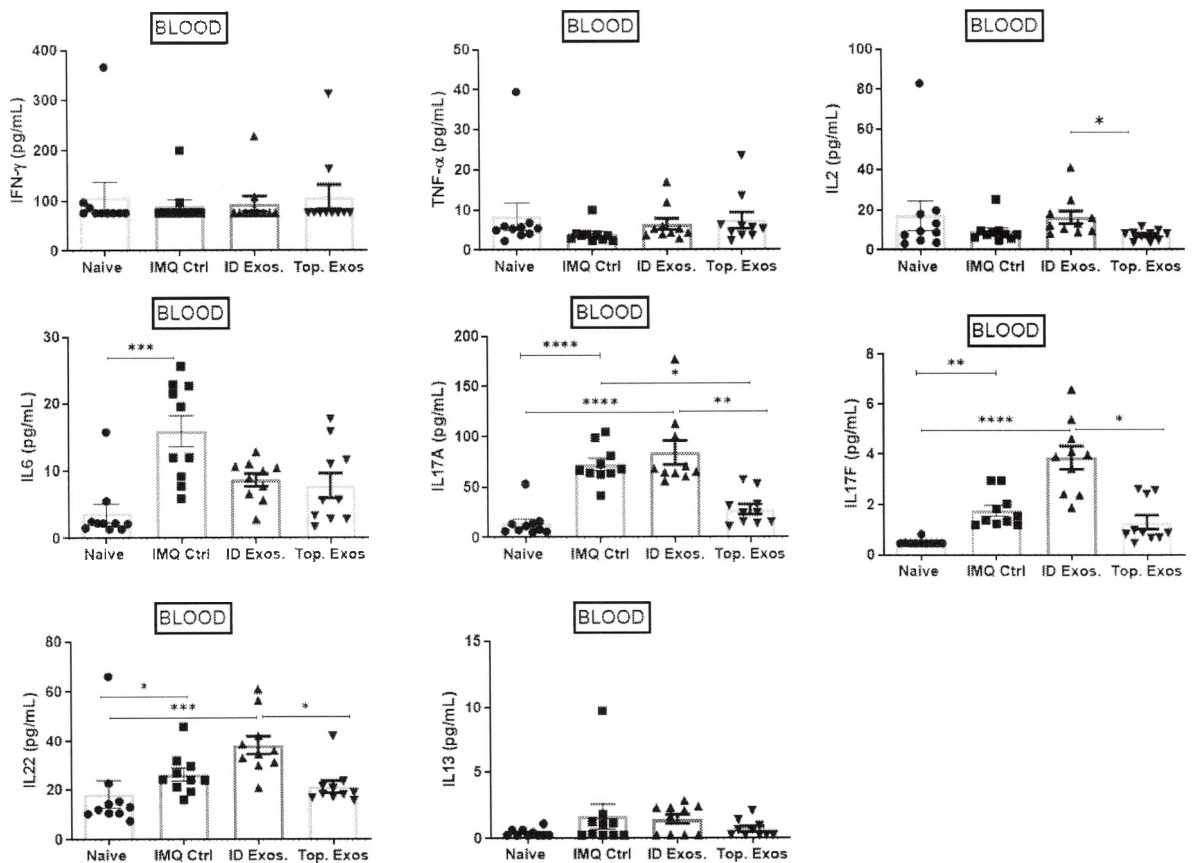 BLOOD
IFN-γ (pg/mL)
400
300
200
100
0
Naive IMQ Ctrl ID Exos. Top. Exos
BLOOD
TNF-α (pg/mL)
50
40
30
20
10
0
Naive IMQ Ctrl ID Exos. Top. Exos
BLOOD
IL2 (pg/mL)
100
80
60
40
20
0
*
Naive IMQ Ctrl ID Exos. Top. Exos
BLOOD
IL6 (pg/mL)
30
20
10
0
***
Naive IMQ Ctrl ID Exos. Top. Exos
BLOOD
IL17A (pg/mL)
200
150
100
50
0
****
*
**** **
Naive IMQ Ctrl ID Exos. Top. Exos
BLOOD
IL17F (pg/mL)
8
6
4
2
0
**
**** *
Naive IMQ Ctrl ID Exos. Top. Exos
BLOOD
IL22 (pg/mL)
80
60
40
20
0
*
*** *
Naive IMQ Ctrl ID Exos. Top. Exos
BLOOD
IL13 (pg/mL)
15
10
5
0
Naive IMQ Ctrl ID Exos. Top. Exos